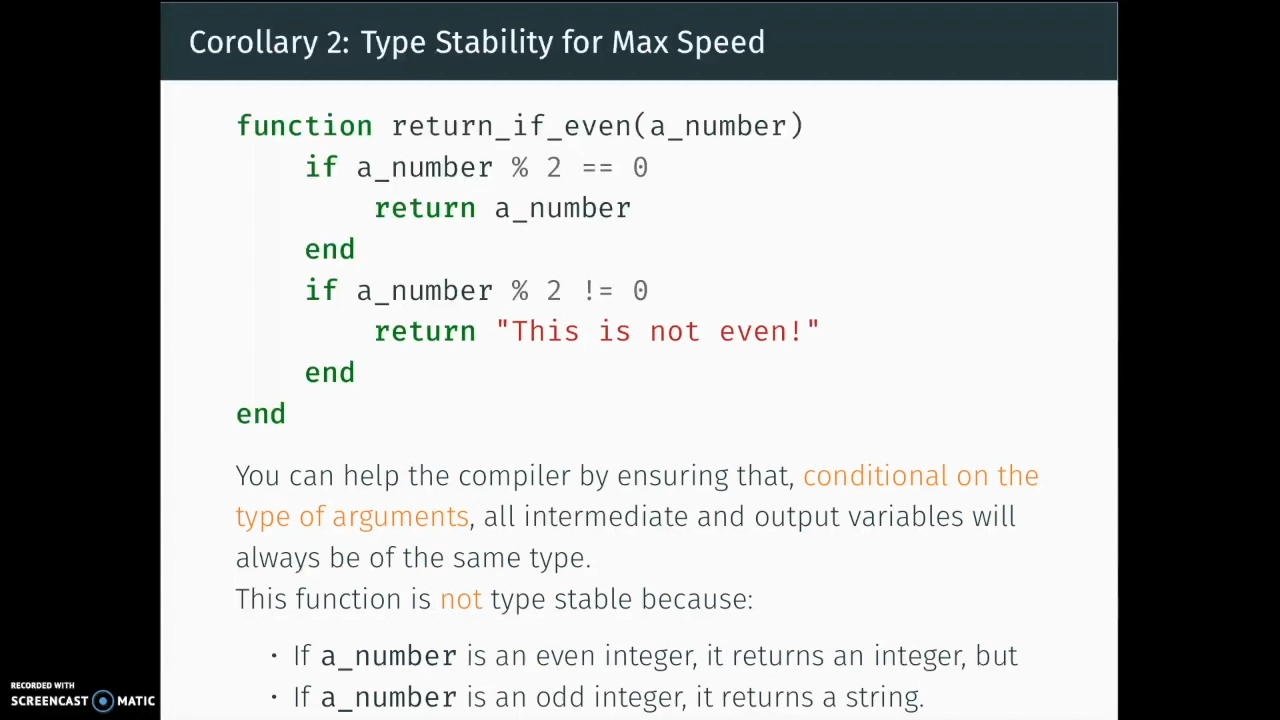 Corollary 2: Type Stability for Max Speed
function return_if_even(a_number)
    if a_number % 2 == 0
        return a_number
    end
    if a_number % 2 != 0
        return "This is not even!"
    end
end
You can help the compiler by ensuring that, conditional on the
type of arguments, all intermediate and output variables will
always be of the same type.
This function is not type stable because:
· If a_number is an even integer, it returns an integer, but
· If a_number is an odd integer, it returns a string.
RECORDED WITH
SCREENCAST MATIC